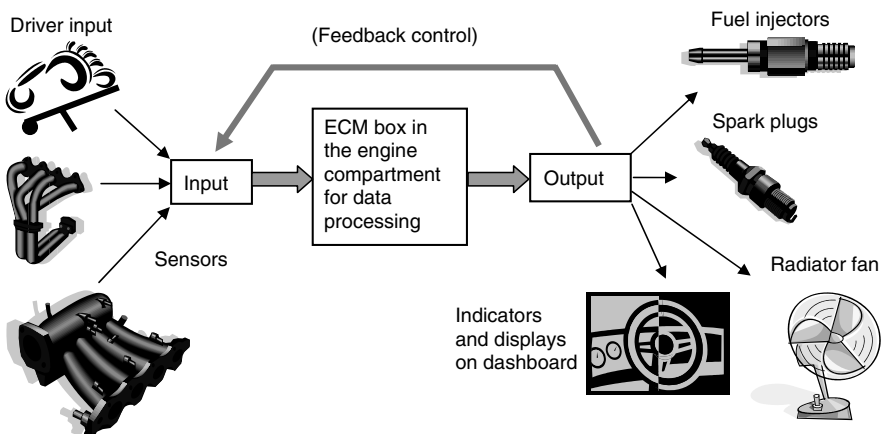 Driver input
(Feedback control)
Fuel injectors
Spark plugs
Input
ECM box in
the engine
compartment
for data
processing
Output
Sensors
Radiator fan
Indicators
and displays
on dashboard